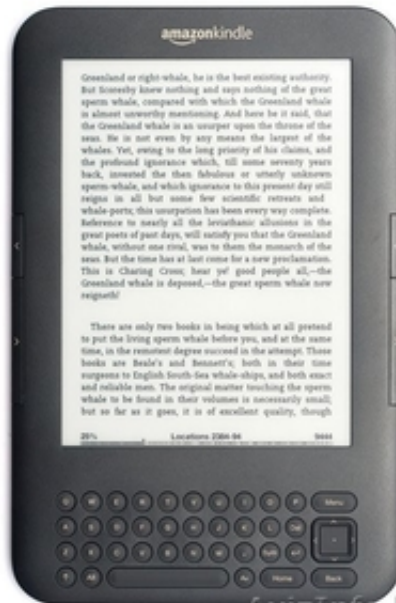 amazonkindle
Greenland or right-whale, he is the best existing authority.
But Scoresby knew nothing and says nothing of the great
sperm whale, compared with which the Greenland whale
is almost unworthy mentioning. And here be it said, that
the Greenland whale is an usurper upon the throne of the
seas. He is not even by any means the largest of the
whales. Yet, owing to the long priority of his claims, and
the profound ignorance which, till some seventy years
back, invested the then fabulous or utterly unknown
sperm-whale, and which ignorance to this present day still
reigns in all but some few scientific retreats and
whale-ports; this usurpation has been every way complete.
Reference to nearly all the leviathanic allusions in the
great poets of past days, will satisfy you that the Greenland
whale, without one rival, was to them the monarch of the
seas. But the time has at last come for a new proclamation.
This is Charing Cross; hear ye! good people all,—the
Greenland whale is deposed,—the great sperm whale now
reigneth!
There are only two books in being which at all pretend
to put the living sperm whale before you, and at the same
time, in the remotest degree succeed in the attempt. Those
books are Beale's and Bennett's; both in their time
surgeons to English South-Sea whale-ships, and both exact
and reliable men. The original matter touching the sperm
whale to be found in their volumes is necessarily small;
but so far as it goes, it is of excellent quality, though
25% Locations 2384-94 9444
Q W E R T Y U I O P Menu
A S D F G H J K L Del
Z X C V B N M . Sym
Alt Aa Home Back